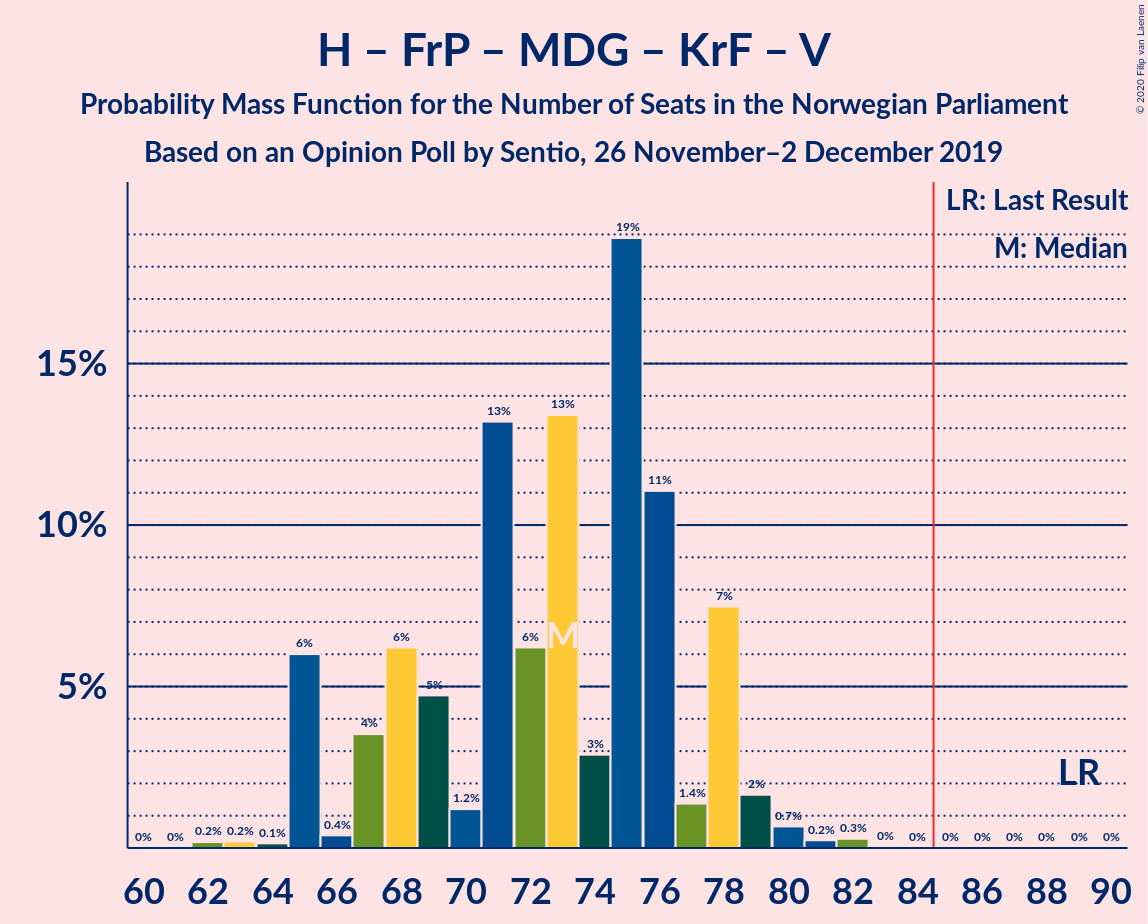 H – FrP – MDG – KrF – V
Probability Mass Function for the Number of Seats in the Norwegian Parliament
Based on an Opinion Poll by Sentio, 26 November–2 December 2019
© 2020 Filip van Laenen
LR: Last Result
M: Median
15%
10%
5%
0% 0% 0.2% 0.2% 0.1% 6% 0.4% 4% 6% 5% 1.2% 13% 6% 13% 3% 19% 11% 1.4% 7% 2% 0.7% 0.2% 0.3% 0% 0% 0% 0% 0% 0% 0% 0%
M
LR
60 62 64 66 68 70 72 74 76 78 80 82 84 86 88 90